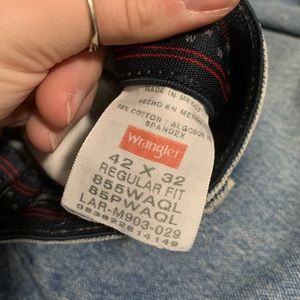 MADE IN MEXICO
HECHO EN MEXICO
COTTON / ALGODON
SPANDEX
Wrangler
42 X 32
REGULAR FIT
855WAQL
85PWAQL
LAR-M903-029